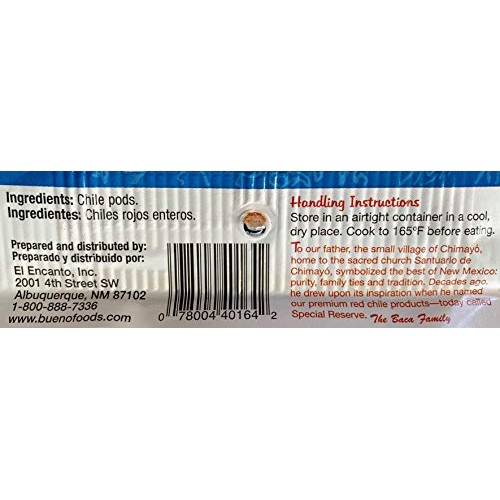 Ingredients: Chile pods.
Ingredientes: Chiles rojos enteros.
Prepared and distributed by:
Preparado y distribuido por:
El Encanto, Inc.
2001 4th Street SW
Albuquerque, NM 87102
1-800-888-7336
www.buenofoods.com
0 78004 40164 2
Handling Instructions
Store in an airtight container in a cool,
dry place. Cook to 165°F before eating.
To our father, the small village of Chimayó,
home to the sacred church Santuario de
Chimayó, symbolized the best of New Mexico:
purity, family ties and tradition. Decades ago,
he drew upon its inspiration when he named
our premium red chile products—today called
Special Reserve. The Baca Family